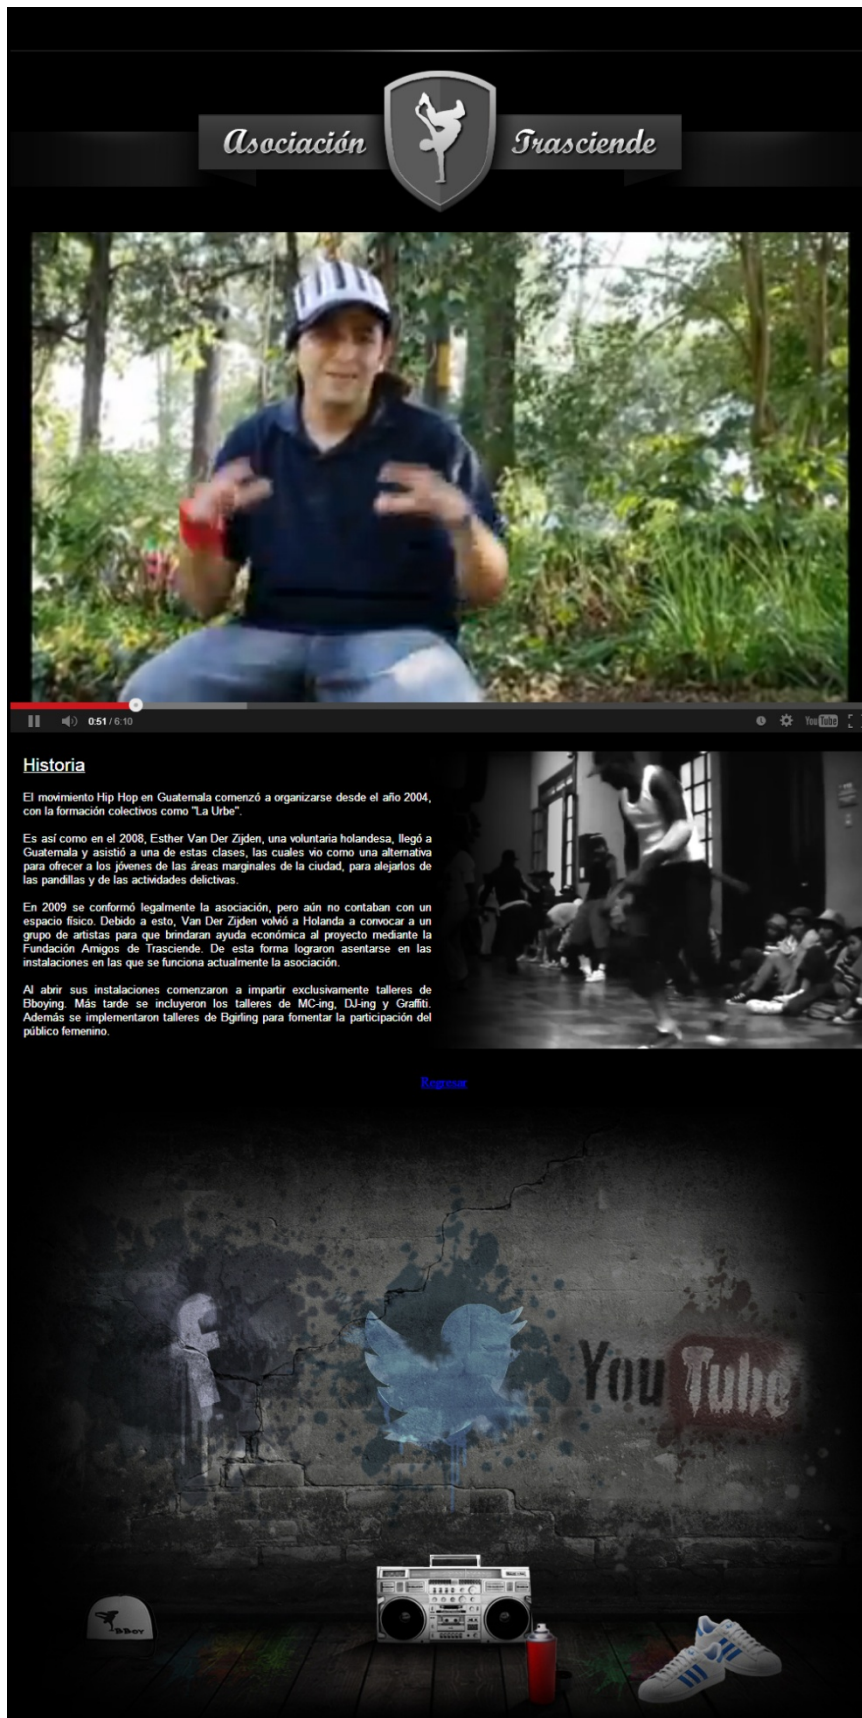 Asociación Trasciende
0:51 / 6:10 YouTube
Historia
El movimiento Hip Hop en Guatemala comenzó a organizarse desde el año 2004,
con la formación colectivos como "La Urbe".
Es así como en el 2008, Esther Van Der Zijden, una voluntaria holandesa, llegó a
Guatemala y asistió a una de estas clases, las cuales vio como una alternativa
para ofrecer a los jóvenes de las áreas marginales de la ciudad, para alejarlos de
las pandillas y de las actividades delictivas.
En 2009 se conformó legalmente la asociación, pero aún no contaban con un
espacio físico. Debido a esto, Van Der Zijden volvió a Holanda a convocar a un
grupo de artistas para que brindaran ayuda económica al proyecto mediante la
Fundación Amigos de Trasciende. De esta forma lograron asentarse en las
instalaciones en las que se funciona actualmente la asociación.
Al abrir sus instalaciones comenzaron a impartir exclusivamente talleres de
Bboying. Más tarde se incluyeron los talleres de MC-ing, DJ-ing y Graffiti.
Además se implementaron talleres de Bgirling para fomentar la participación del
público femenino.
Regresar
You Tube
BBoy